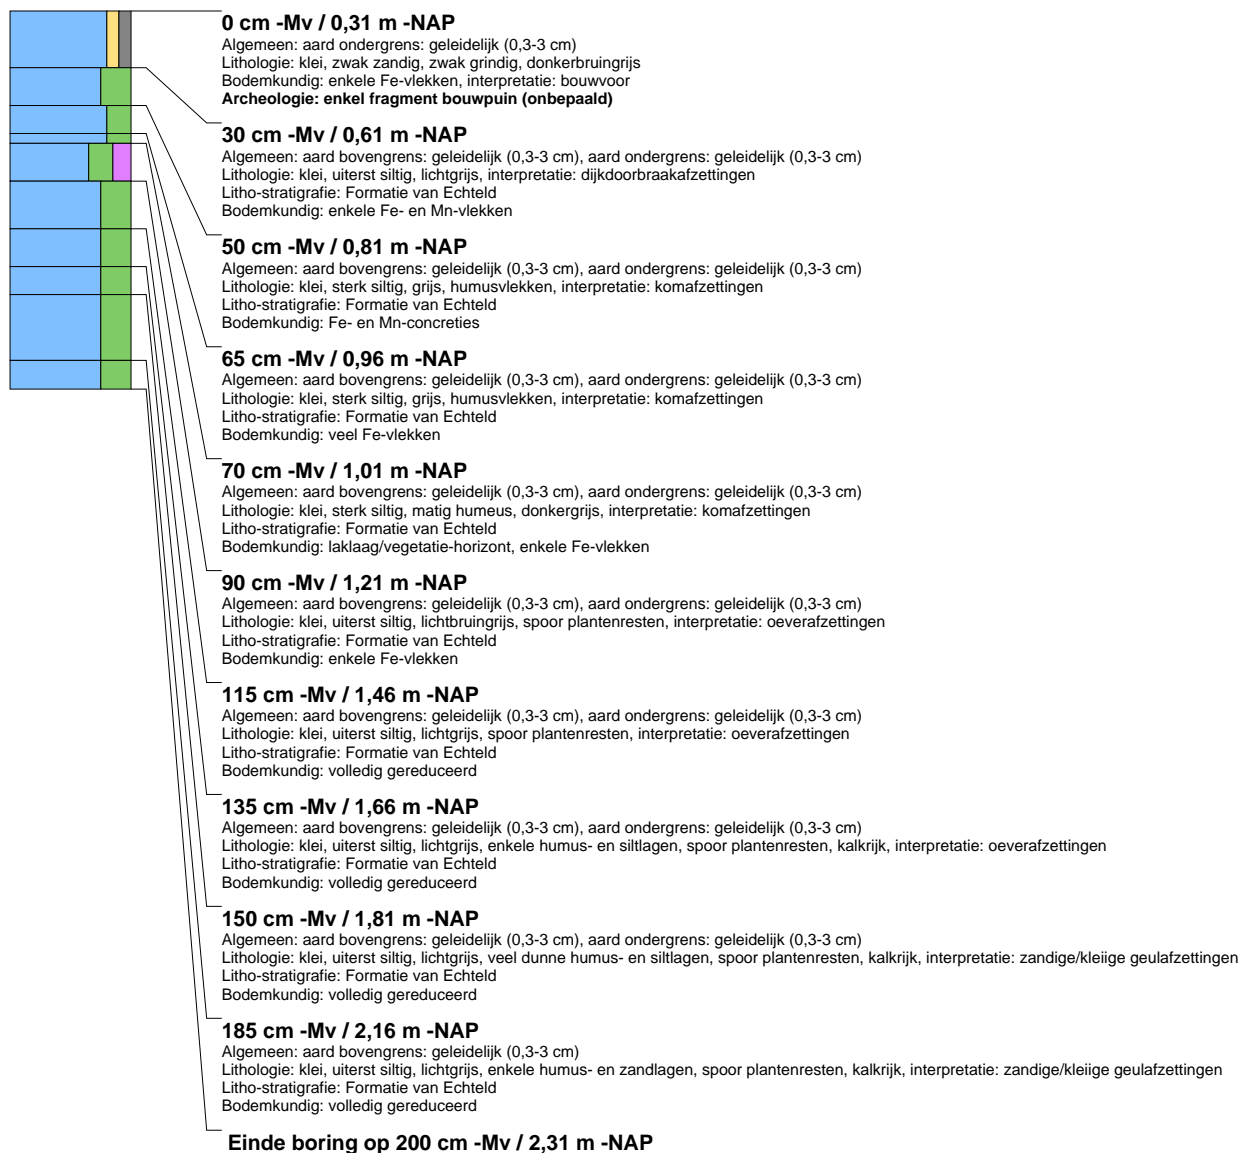 0 cm -Mv / 0,31 m -NAP
Algemeen: aard ondergrens: geleidelijk (0,3-3 cm)
Lithologie: klei, zwak zandig, zwak grindig, donkerbruingrijs
Bodemkundig: enkele Fe-vlekken, interpretatie: bouwvoor
Archeologie: enkel fragment bouwpuin (onbepaald)
30 cm -Mv / 0,61 m -NAP
Algemeen: aard bovengrens: geleidelijk (0,3-3 cm), aard ondergrens: geleidelijk (0,3-3 cm)
Lithologie: klei, uiterst siltig, lichtgrijs, interpretatie: dijkdoorbraakafzettingen
Litho-stratigrafie: Formatie van Echteld
Bodemkundig: enkele Fe- en Mn-vlekken
50 cm -Mv / 0,81 m -NAP
Algemeen: aard bovengrens: geleidelijk (0,3-3 cm), aard ondergrens: geleidelijk (0,3-3 cm)
Lithologie: klei, sterk siltig, grijs, humusvlekken, interpretatie: komafzettingen
Litho-stratigrafie: Formatie van Echteld
Bodemkundig: Fe- en Mn-concreties
65 cm -Mv / 0,96 m -NAP
Algemeen: aard bovengrens: geleidelijk (0,3-3 cm), aard ondergrens: geleidelijk (0,3-3 cm)
Lithologie: klei, sterk siltig, grijs, humusvlekken, interpretatie: komafzettingen
Litho-stratigrafie: Formatie van Echteld
Bodemkundig: veel Fe-vlekken
70 cm -Mv / 1,01 m -NAP
Algemeen: aard bovengrens: geleidelijk (0,3-3 cm), aard ondergrens: geleidelijk (0,3-3 cm)
Lithologie: klei, sterk siltig, matig humeus, donkergrijs, interpretatie: komafzettingen
Litho-stratigrafie: Formatie van Echteld
Bodemkundig: laklaag/vegetatie-horizont, enkele Fe-vlekken
90 cm -Mv / 1,21 m -NAP
Algemeen: aard bovengrens: geleidelijk (0,3-3 cm), aard ondergrens: geleidelijk (0,3-3 cm)
Lithologie: klei, uiterst siltig, lichtbruingrijs, spoor plantenresten, interpretatie: oeverafzettingen
Litho-stratigrafie: Formatie van Echteld
Bodemkundig: enkele Fe-vlekken
115 cm -Mv / 1,46 m -NAP
Algemeen: aard bovengrens: geleidelijk (0,3-3 cm), aard ondergrens: geleidelijk (0,3-3 cm)
Lithologie: klei, uiterst siltig, lichtgrijs, spoor plantenresten, interpretatie: oeverafzettingen
Litho-stratigrafie: Formatie van Echteld
Bodemkundig: volledig gereduceerd
135 cm -Mv / 1,66 m -NAP
Algemeen: aard bovengrens: geleidelijk (0,3-3 cm), aard ondergrens: geleidelijk (0,3-3 cm)
Lithologie: klei, uiterst siltig, lichtgrijs, enkele humus- en siltlagen, spoor plantenresten, kalkrijk, interpretatie: oeverafzettingen
Litho-stratigrafie: Formatie van Echteld
Bodemkundig: volledig gereduceerd
150 cm -Mv / 1,81 m -NAP
Algemeen: aard bovengrens: geleidelijk (0,3-3 cm), aard ondergrens: geleidelijk (0,3-3 cm)
Lithologie: klei, uiterst siltig, lichtgrijs, veel dunne humus- en siltlagen, spoor plantenresten, kalkrijk, interpretatie: zandige/kleiige geulafzettingen
Litho-stratigrafie: Formatie van Echteld
Bodemkundig: volledig gereduceerd
185 cm -Mv / 2,16 m -NAP
Algemeen: aard bovengrens: geleidelijk (0,3-3 cm)
Lithologie: klei, uiterst siltig, lichtgrijs, enkele humus- en zandlagen, spoor plantenresten, kalkrijk, interpretatie: zandige/kleiige geulafzettingen
Litho-stratigrafie: Formatie van Echteld
Bodemkundig: volledig gereduceerd
Einde boring op 200 cm -Mv / 2,31 m -NAP